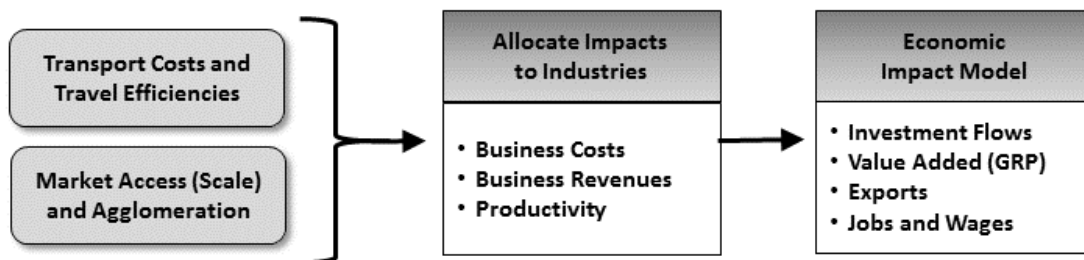 Transport Costs and
Travel Efficiencies
Market Access (Scale)
and Agglomeration
Allocate Impacts
to Industries
• Business Costs
• Business Revenues
• Productivity
Economic
Impact Model
• Investment Flows
• Value Added (GRP)
• Exports
• Jobs and Wages